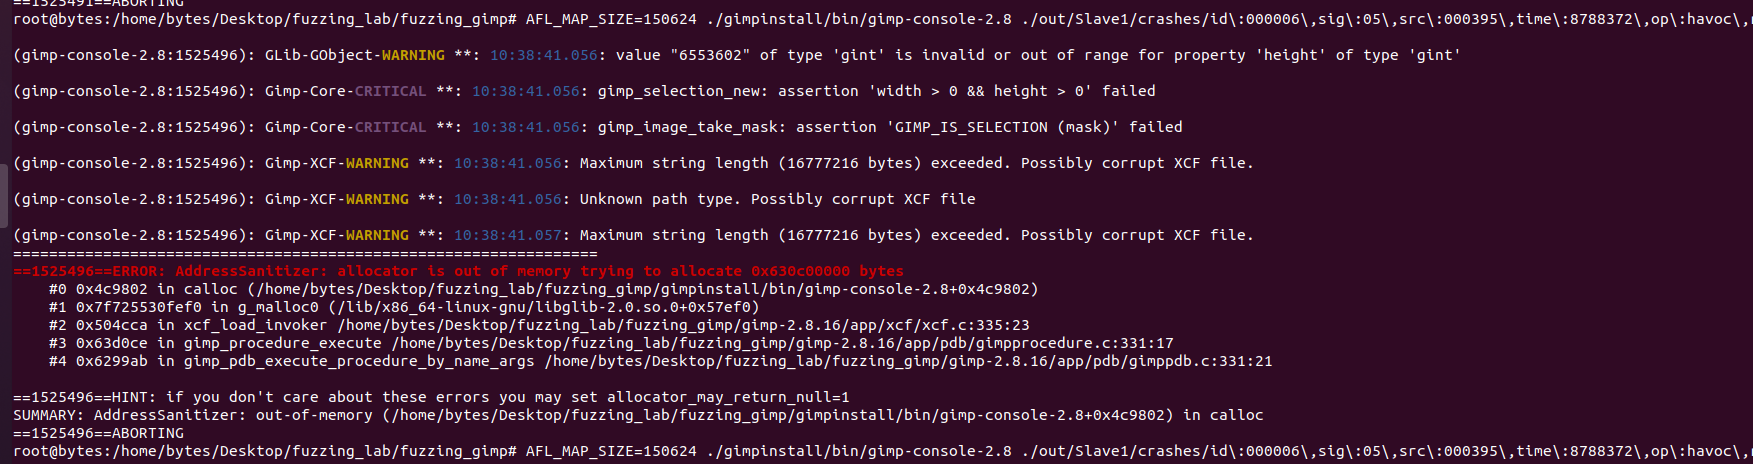 ==1525491==ABORTING
root@bytes:/home/bytes/Desktop/fuzzing_lab/fuzzing_gimp# AFL_MAP_SIZE=150624 ./gimpinstall/bin/gimp-console-2.8 ./out/Slave1/crashes/id\:000006\,sig\:05\,src\:000395\,time\:8788372\,op\:havoc\,
(gimp-console-2.8:1525496): GLib-GObject-WARNING **: 10:38:41.056: value "6553602" of type 'gint' is invalid or out of range for property 'height' of type 'gint'
(gimp-console-2.8:1525496): Gimp-Core-CRITICAL **: 10:38:41.056: gimp_selection_new: assertion 'width > 0 && height > 0' failed
(gimp-console-2.8:1525496): Gimp-Core-CRITICAL **: 10:38:41.056: gimp_image_take_mask: assertion 'GIMP_IS_SELECTION (mask)' failed
(gimp-console-2.8:1525496): Gimp-XCF-WARNING **: 10:38:41.056: Maximum string length (16777216 bytes) exceeded. Possibly corrupt XCF file.
(gimp-console-2.8:1525496): Gimp-XCF-WARNING **: 10:38:41.056: Unknown path type. Possibly corrupt XCF file
(gimp-console-2.8:1525496): Gimp-XCF-WARNING **: 10:38:41.057: Maximum string length (16777216 bytes) exceeded. Possibly corrupt XCF file.
=================================================================
==1525496==ERROR: AddressSanitizer: allocator is out of memory trying to allocate 0x630c00000 bytes
#0 0x4c9802 in calloc (/home/bytes/Desktop/fuzzing_lab/fuzzing_gimp/gimpinstall/bin/gimp-console-2.8+0x4c9802)
#1 0x7f725530fef0 in g_malloc0 (/lib/x86_64-linux-gnu/libglib-2.0.so.0+0x57ef0)
#2 0x504cca in xcf_load_invoker /home/bytes/Desktop/fuzzing_lab/fuzzing_gimp/gimp-2.8.16/app/xcf/xcf.c:335:23
#3 0x63d0ce in gimp_procedure_execute /home/bytes/Desktop/fuzzing_lab/fuzzing_gimp/gimp-2.8.16/app/pdb/gimpprocedure.c:331:17
#4 0x6299ab in gimp_pdb_execute_procedure_by_name_args /home/bytes/Desktop/fuzzing_lab/fuzzing_gimp/gimp-2.8.16/app/pdb/gimppdb.c:331:21
==1525496==HINT: if you don't care about these errors you may set allocator_may_return_null=1
SUMMARY: AddressSanitizer: out-of-memory (/home/bytes/Desktop/fuzzing_lab/fuzzing_gimp/gimpinstall/bin/gimp-console-2.8+0x4c9802) in calloc
==1525496==ABORTING
root@bytes:/home/bytes/Desktop/fuzzing_lab/fuzzing_gimp# AFL_MAP_SIZE=150624 ./gimpinstall/bin/gimp-console-2.8 ./out/Slave1/crashes/id\:000006\,sig\:05\,src\:000395\,time\:8788372\,op\:havoc\,